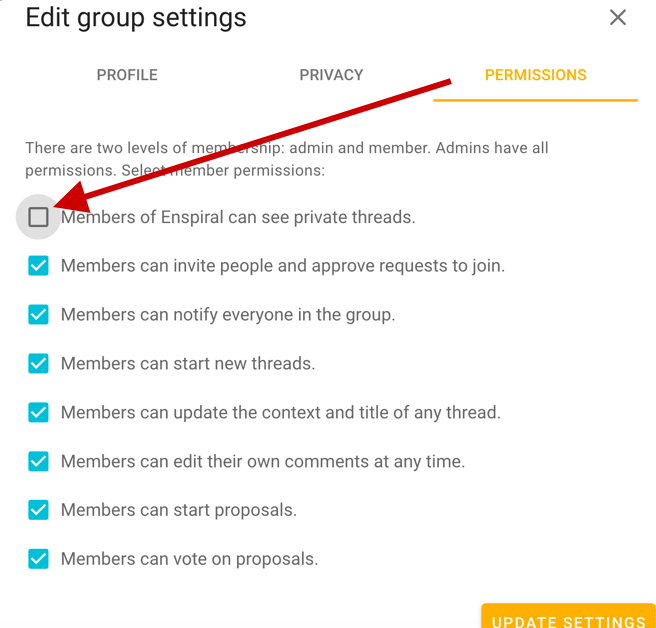 Edit group settings
PROFILE
PRIVACY
PERMISSIONS
There are two levels of membership: admin and member. Admins have all
permissions. Select member permissions:
Members of Enspiral can see private threads.
Members can invite people and approve requests to join.
Members can notify everyone in the group.
Members can start new threads.
Members can update the context and title of any thread.
Members can edit their own comments at any time.
Members can start proposals.
Members can vote on proposals.
UPDATE SETTINGS